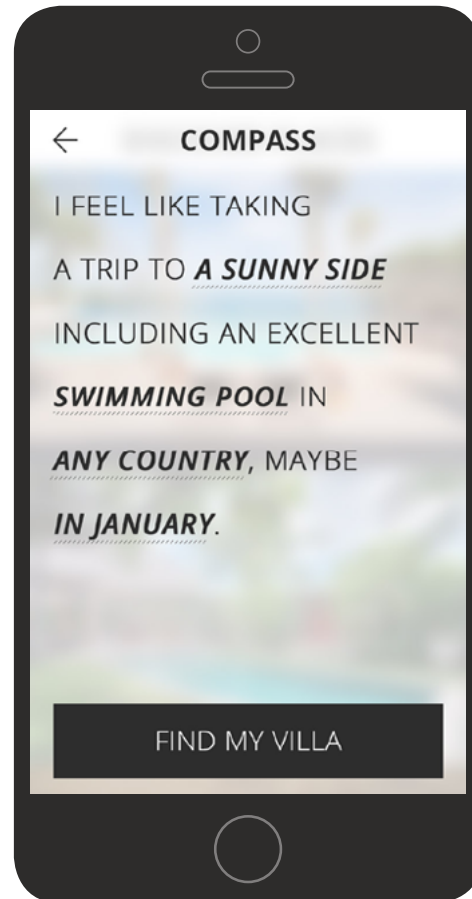 COMPASS
I FEEL LIKE TAKING
A TRIP TO A SUNNY SIDE
INCLUDING AN EXCELLENT
SWIMMING POOL IN
ANY COUNTRY, MAYBE
IN JANUARY.
FIND MY VILLA